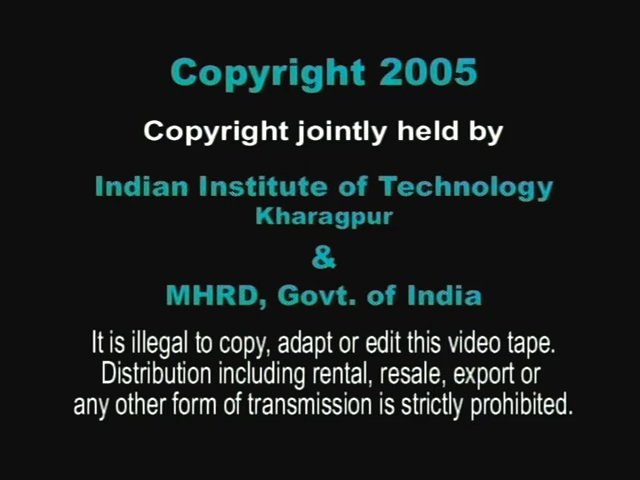 Copyright 2005
Copyright jointly held by
Indian Institute of Technology
Kharagpur
&
MHRD, Govt. of India
It is illegal to copy, adapt or edit this video tape.
Distribution including rental, resale, export or
any other form of transmission is strictly prohibited.